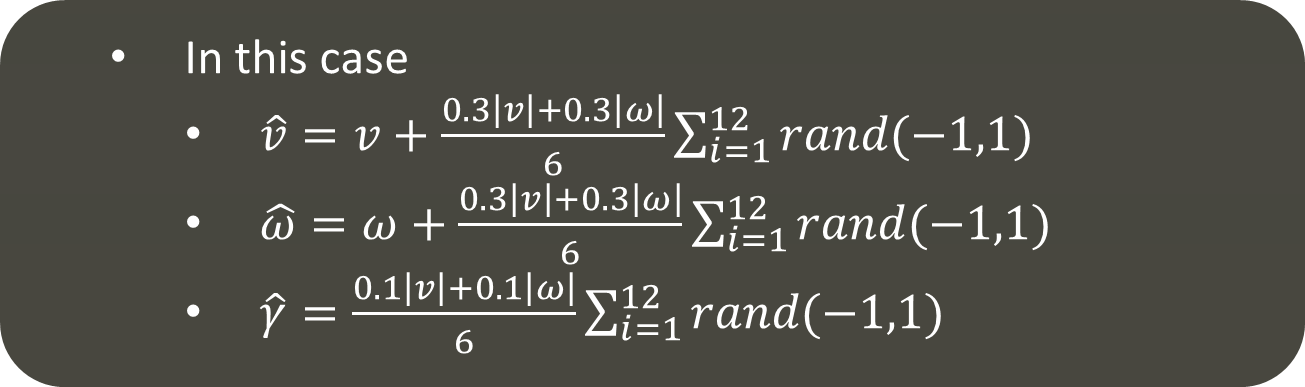 • In this case
• v̂ = v + (0.3|v|+0.3|ω|)/6 ∑_{i=1}^{12} rand(−1,1)
• ω̂ = ω + (0.3|v|+0.3|ω|)/6 ∑_{i=1}^{12} rand(−1,1)
• γ̂ = (0.1|v|+0.1|ω|)/6 ∑_{i=1}^{12} rand(−1,1)